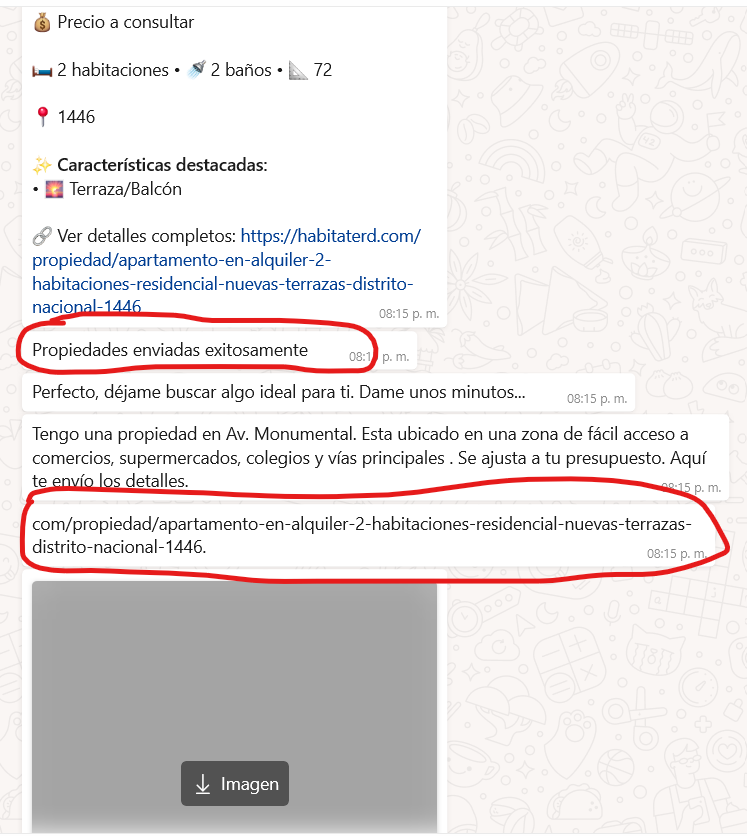 💰 Precio a consultar
🛏️ 2 habitaciones • 🚿 2 baños • 📐 72
📍 1446
✨ Características destacadas:
• 🌅 Terraza/Balcón
🔗 Ver detalles completos: https://habitaterd.com/
propiedad/apartamento-en-alquiler-2-
habitaciones-residencial-nuevas-terrazas-distrito-
nacional-1446
08:15 p. m.
Propiedades enviadas exitosamente
p. m.
Perfecto, déjame buscar algo ideal para ti. Dame unos minutos...
08:15 p. m.
Tengo una propiedad en Av. Monumental. Esta ubicado en una zona de fácil acceso a
comercios, supermercados, colegios y vías principales . Se ajusta a tu presupuesto. Aquí
te envío los detalles.
08:15 p. m.
com/propiedad/apartamento-en-alquiler-2-habitaciones-residencial-nuevas-terrazas-
distrito-nacional-1446.
08:15 p. m.
Imagen